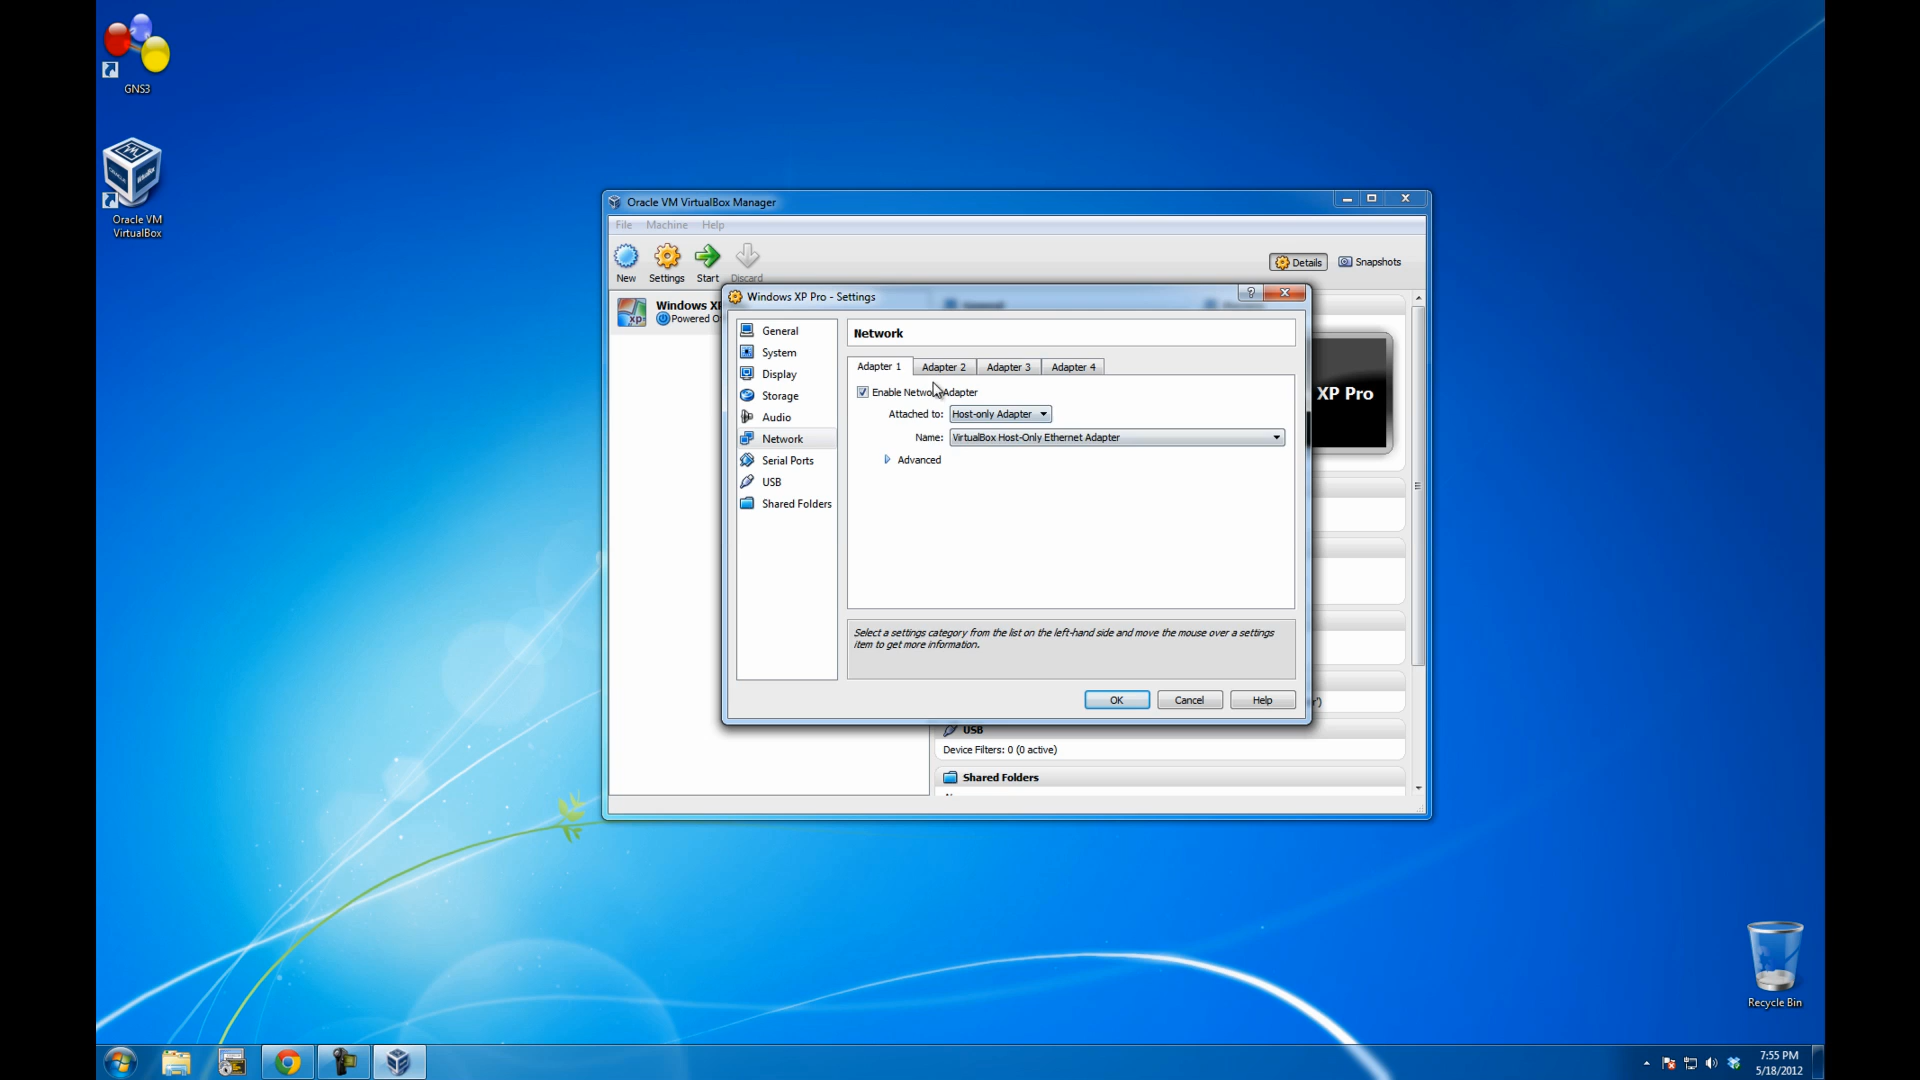 GNS3
Oracle VM
VirtualBox
Oracle VM VirtualBox Manager
File Machine Help
New Settings Start Discard
Details Snapshots
Windows XP
Powered O
Windows XP Pro - Settings
General
System
Display
Storage
Audio
Network
Serial Ports
USB
Shared Folders
Network
Adapter 1 Adapter 2 Adapter 3 Adapter 4
Enable Network Adapter
Attached to: Host-only Adapter
Name: VirtualBox Host-Only Ethernet Adapter
Advanced
Select a settings category from the list on the left-hand side and move the mouse over a settings
item to get more information.
OK Cancel Help
XP Pro
USB
Device Filters: 0 (0 active)
Shared Folders
Recycle Bin
7:55 PM
5/18/2012